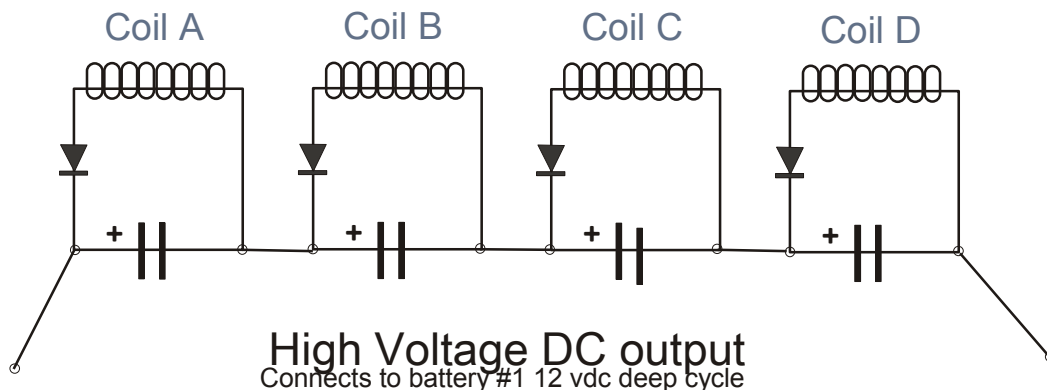 Coil A Coil B Coil C Coil D
+ + + +
High Voltage DC output
Connects to battery #1 12 vdc deep cycle